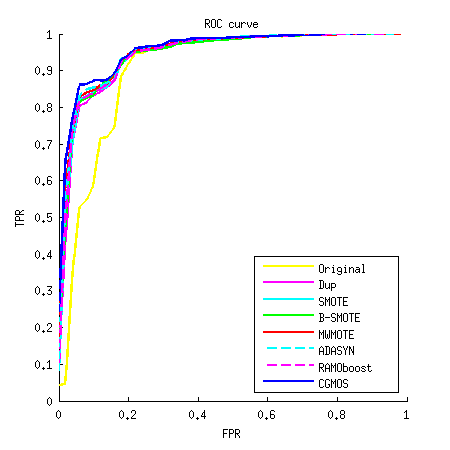 ROC curve
1
0.9
0.8
0.7
0.6
0.5
0.4
0.3
0.2
0.1
0
TPR
0 0.2 0.4 0.6 0.8 1
FPR
Original
Dup
SMOTE
B-SMOTE
MWMOTE
ADASYN
RAMOboost
CGMOS